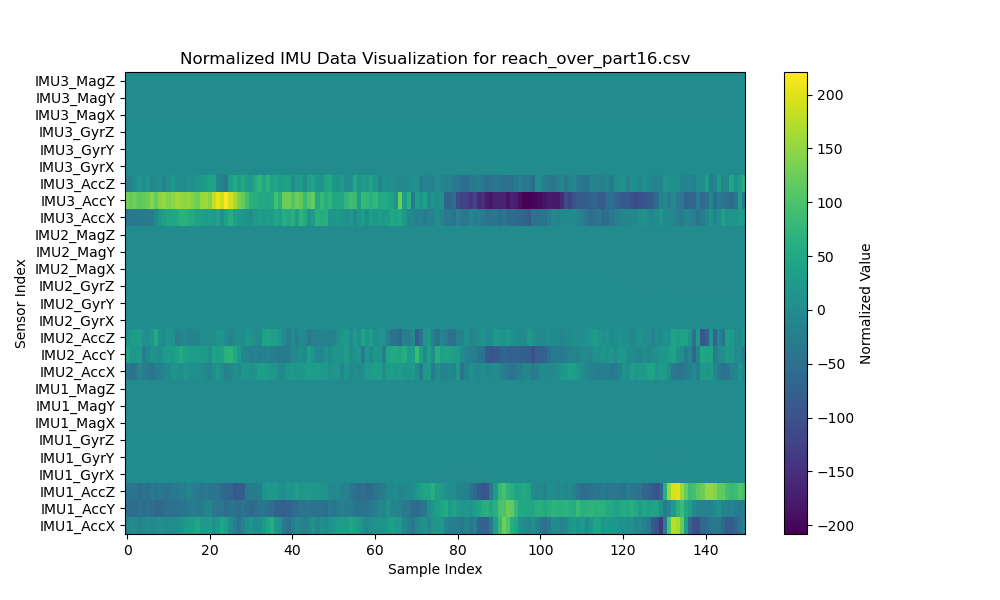 Normalized IMU Data Visualization for reach_over_part16.csv
IMU3_MagZ
IMU3_MagY
IMU3_MagX
IMU3_GyrZ
IMU3_GyrY
IMU3_GyrX
IMU3_AccZ
IMU3_AccY
IMU3_AccX
IMU2_MagZ
IMU2_MagY
IMU2_MagX
IMU2_GyrZ
IMU2_GyrY
IMU2_GyrX
IMU2_AccZ
IMU2_AccY
IMU2_AccX
IMU1_MagZ
IMU1_MagY
IMU1_MagX
IMU1_GyrZ
IMU1_GyrY
IMU1_GyrX
IMU1_AccZ
IMU1_AccY
IMU1_AccX
Sensor Index
0 20 40 60 80 100 120 140
Sample Index
200
150
100
50
0
−50
−100
−150
−200
Normalized Value